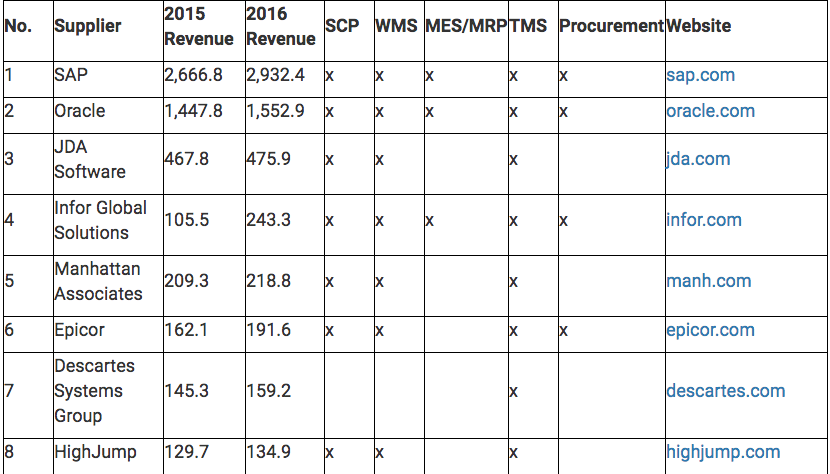 No. Supplier 2015 Revenue 2016 Revenue SCP WMS MES/MRP TMS Procurement Website
1 SAP 2,666.8 2,932.4 x x x x x sap.com
2 Oracle 1,447.8 1,552.9 x x x x x oracle.com
3 JDA Software 467.8 475.9 x x x jda.com
4 Infor Global Solutions 105.5 243.3 x x x x x infor.com
5 Manhattan Associates 209.3 218.8 x x x manh.com
6 Epicor 162.1 191.6 x x x x epicor.com
7 Descartes Systems Group 145.3 159.2 x descartes.com
8 HighJump 129.7 134.9 x x x highjump.com